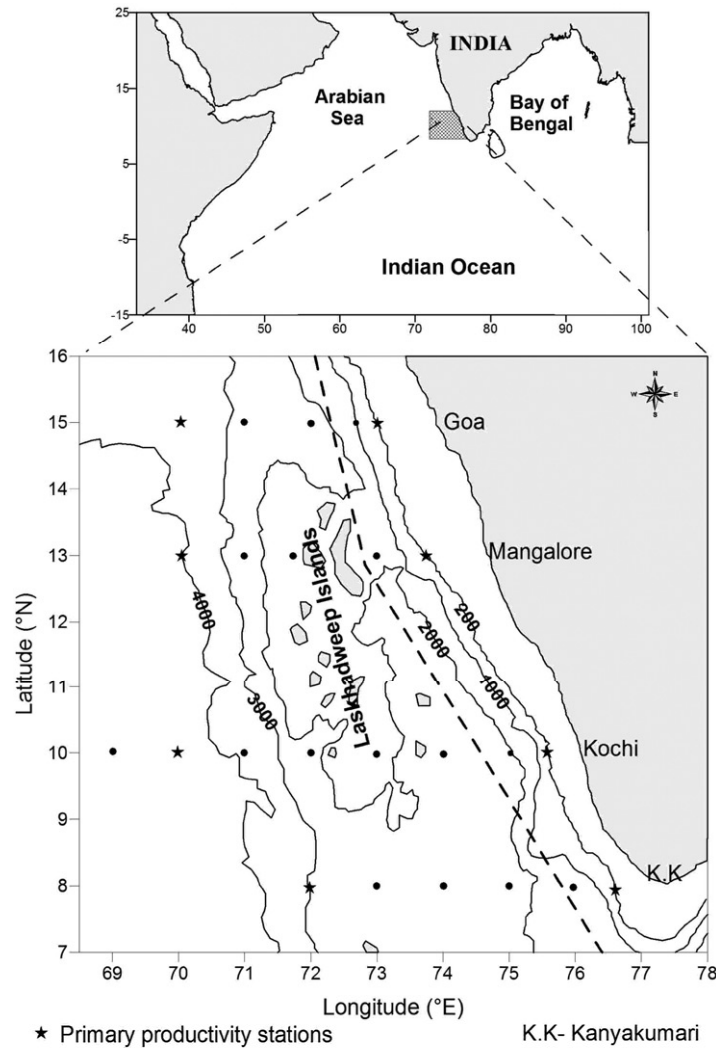 25
15
5
-5
-15
INDIA
Arabian
Sea
Bay of
Bengal
Indian Ocean
40 50 60 70 80 90 100
16
15
14
13
12
11
10
9
8
7
Latitude (°N)
N
W E
S
Goa
Mangalore
Kochi
K.K
Laskhadweep Islands
4000
3000
2000
200
1000
69 70 71 72 73 74 75 76 77 78
Longitude (°E)
★ Primary productivity stations K.K- Kanyakumari